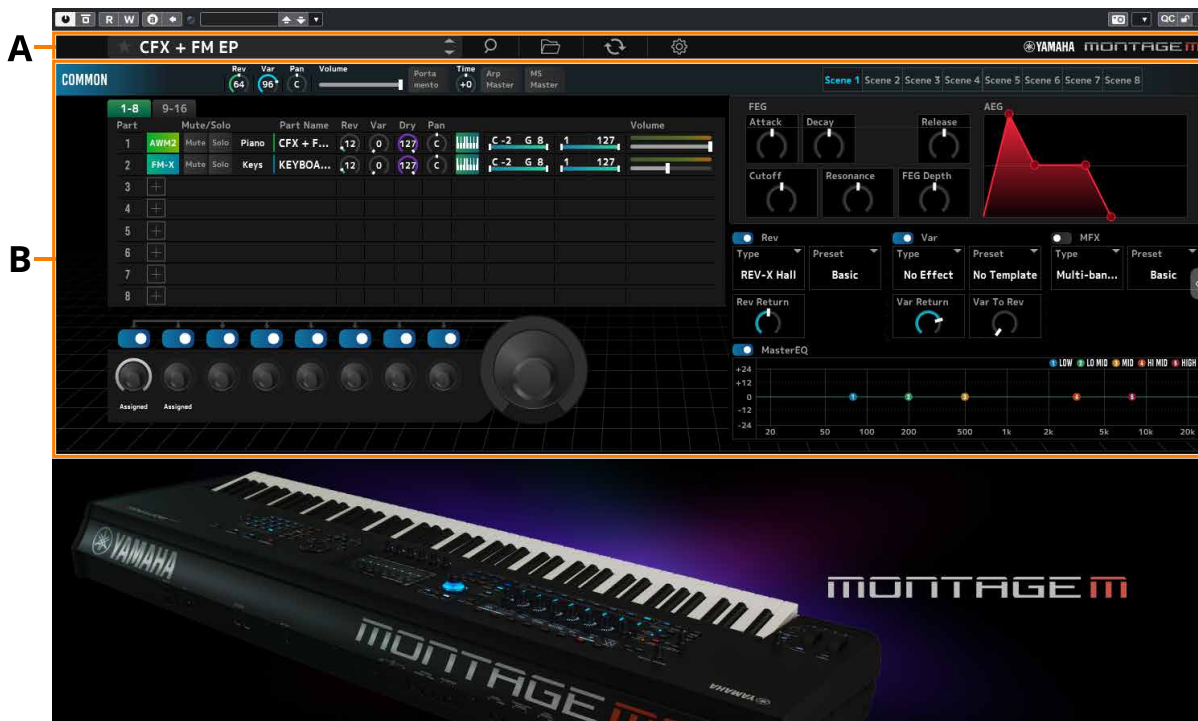 R W a QC
A CFX + FM EP YAMAHA MONTAGE M
B
COMMON Rev 64 Var 96 Pan C Volume Porta mento Time +0 Arp Master MS Master Scene 1 Scene 2 Scene 3 Scene 4 Scene 5 Scene 6 Scene 7 Scene 8
1-8 9-16
Part Mute/Solo Part Name Rev Var Dry Pan Volume
1 AWM2 Mute Solo Piano CFX + F... 12 0 127 C C -2 G 8 1 127
2 FM-X Mute Solo Keys KEYBOA... 12 0 127 C C -2 G 8 1 127
3
4
5
6
7
8
Assigned Assigned
FEG AEG
Attack Decay Release
Cutoff Resonance FEG Depth
Rev Var MFX
Type Preset Type Preset Type Preset
REV-X Hall Basic No Effect No Template Multi-ban... Basic
Rev Return Var Return Var To Rev
MasterEQ
1 LOW 2 LO MID 3 MID 4 HI MID 5 HIGH
+24
+12
0 1 2 3 4 5
-12
-24
20 50 100 200 500 1k 2k 5k 10k 20k
YAMAHA
MONTAGE M
MONTAGE M
YAMAHA